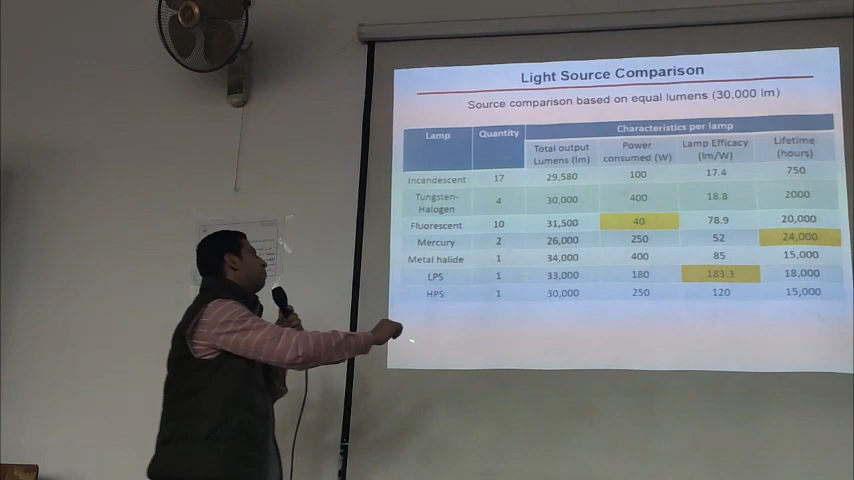 Light Source Comparison
Source comparison based on equal lumens (30,000 lm)
Lamp Quantity Characteristics per lamp
Total output Lumens (lm) Power consumed (W) Lamp Efficacy (lm/W) Lifetime (hours)
Incandescent 17 29,580 100 17.4 750
Tungsten-
Halogen 4 30,000 400 18.8 2000
Fluorescent 10 31,500 40 78.9 20,000
Mercury 2 26,000 250 52 24,000
Metal halide 1 34,000 400 85 15,000
LPS 1 33,000 180 183.3 18,000
HPS 1 30,000 250 120 15,000